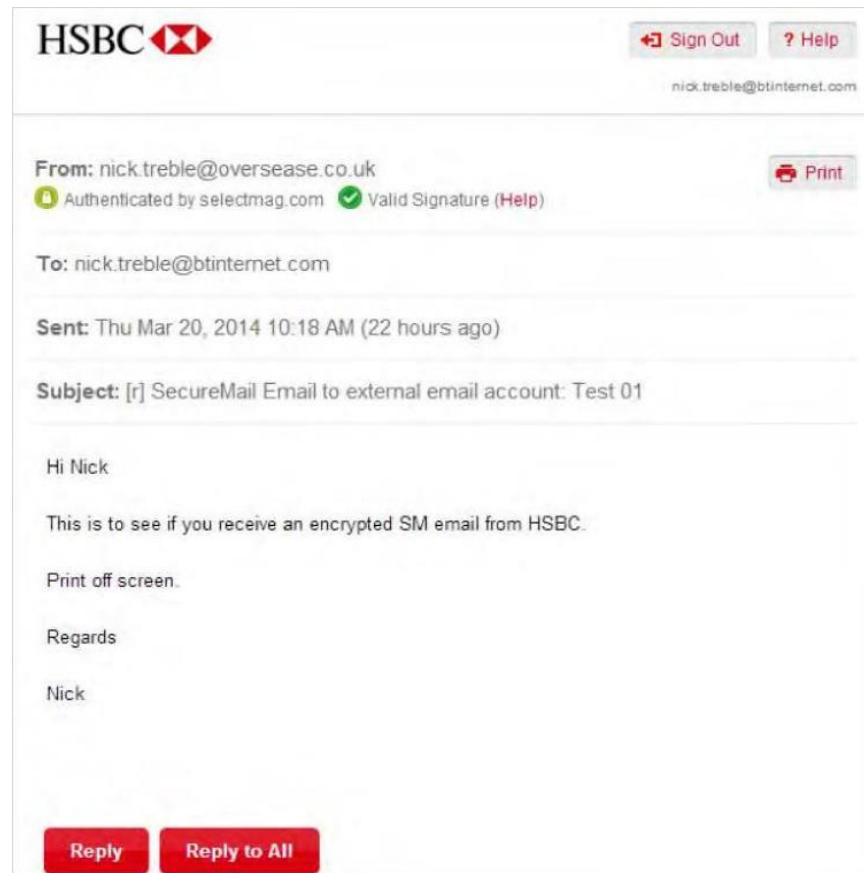 HSBC
Sign Out
? Help
nick.treble@btinternet.com
From: nick.treble@oversease.co.uk
Print
Authenticated by selectmag.com Valid Signature (Help)
To: nick.treble@btinternet.com
Sent: Thu Mar 20, 2014 10:18 AM (22 hours ago)
Subject: [r] SecureMail Email to external email account: Test 01
Hi Nick
This is to see if you receive an encrypted SM email from HSBC.
Print off screen.
Regards
Nick
Reply
Reply to All